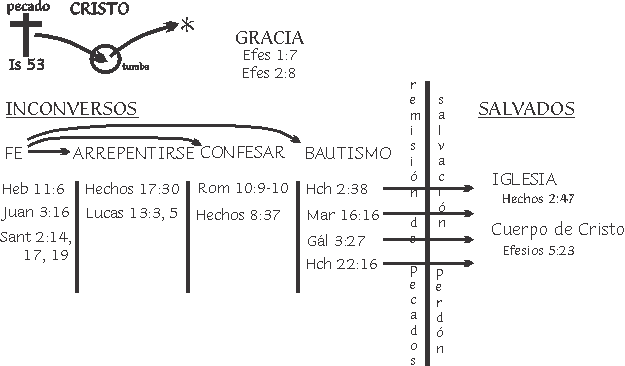 pecado CRISTO
*
Is 53
tumba
GRACIA
Efes 1:7
Efes 2:8
INCONVERSOS
SALVADOS
FE ARREPENTIRSE CONFESAR BAUTISMO
Heb 11:6 Hechos 17:30 Rom 10:9-10 Hch 2:38
Juan 3:16 Lucas 13:3, 5 Hechos 8:37 Mar 16:16
Sant 2:14,
17, 19
Gál 3:27
Hch 22:16
remisión de pecados
salvación
perdón
IGLESIA
Hechos 2:47
Cuerpo de Cristo
Efesios 5:23